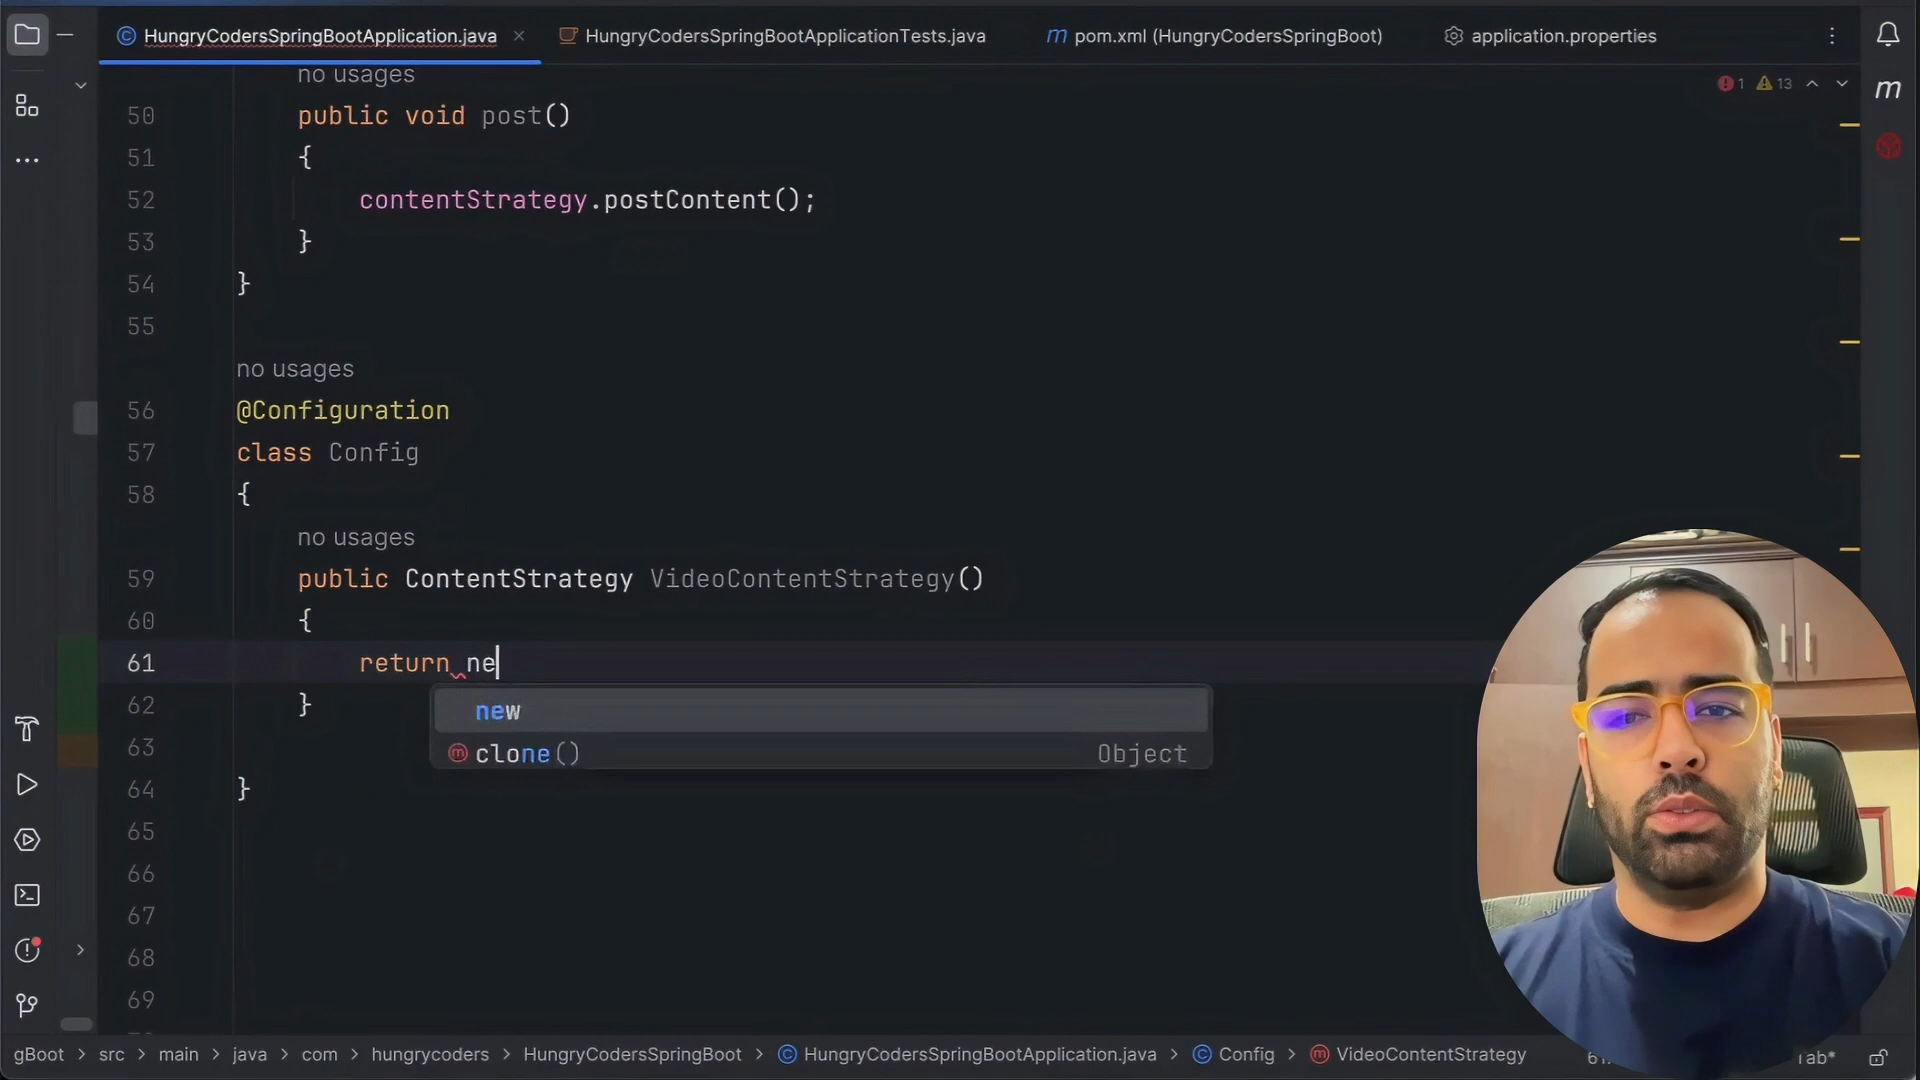 HungryCodersSpringBootApplication.java
HungryCodersSpringBootApplicationTests.java
m pom.xml (HungryCodersSpringBoot)
application.properties
no usages
1 13
m
50 public void post()
51 {
52 contentStrategy.postContent();
53 }
54 }
55
no usages
56 @Configuration
57 class Config
58 {
no usages
59 public ContentStrategy VideoContentStrategy()
60 {
61 return ne
62 }
new
clone() Object
63
64 }
65
66
67
68
69
gBoot > src > main > java > com > hungrycoders > HungryCodersSpringBoot > HungryCodersSpringBootApplication.java > Config > VideoContentStrategy